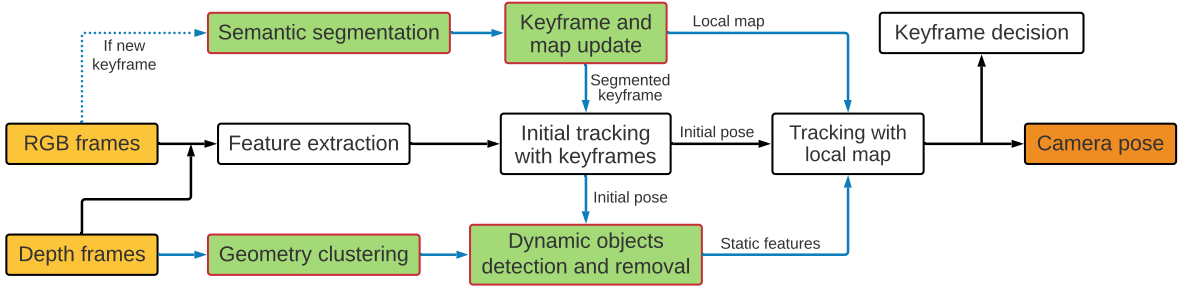 Semantic segmentation
Keyframe and
map update
Local map
Keyframe decision
If new
keyframe
Segmented
keyframe
RGB frames
Feature extraction
Initial tracking
with keyframes
Initial pose
Tracking with
local map
Camera pose
Initial pose
Depth frames
Geometry clustering
Dynamic objects
detection and removal
Static features